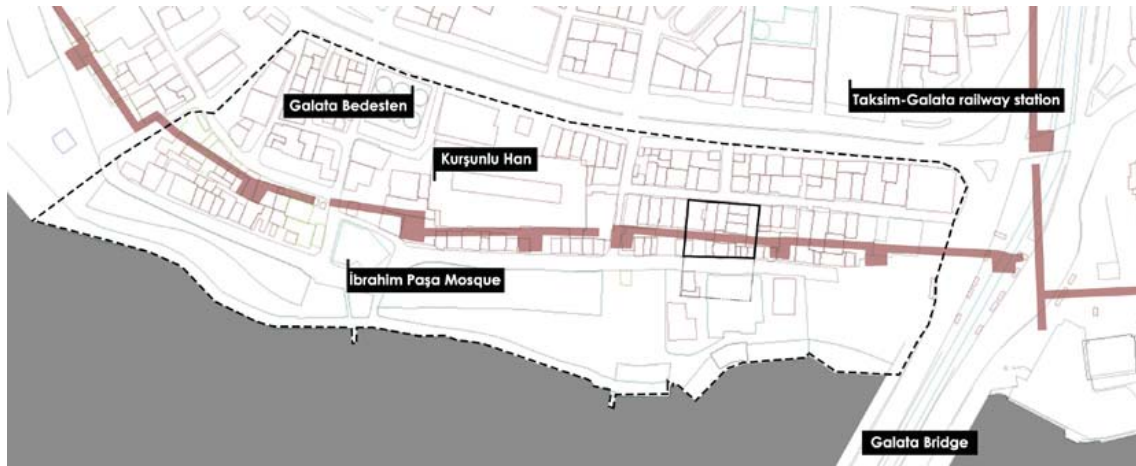 Galata Bedesten
Taksim-Galata railway station
Kurşunlu Han
İbrahim Paşa Mosque
Galata Bridge